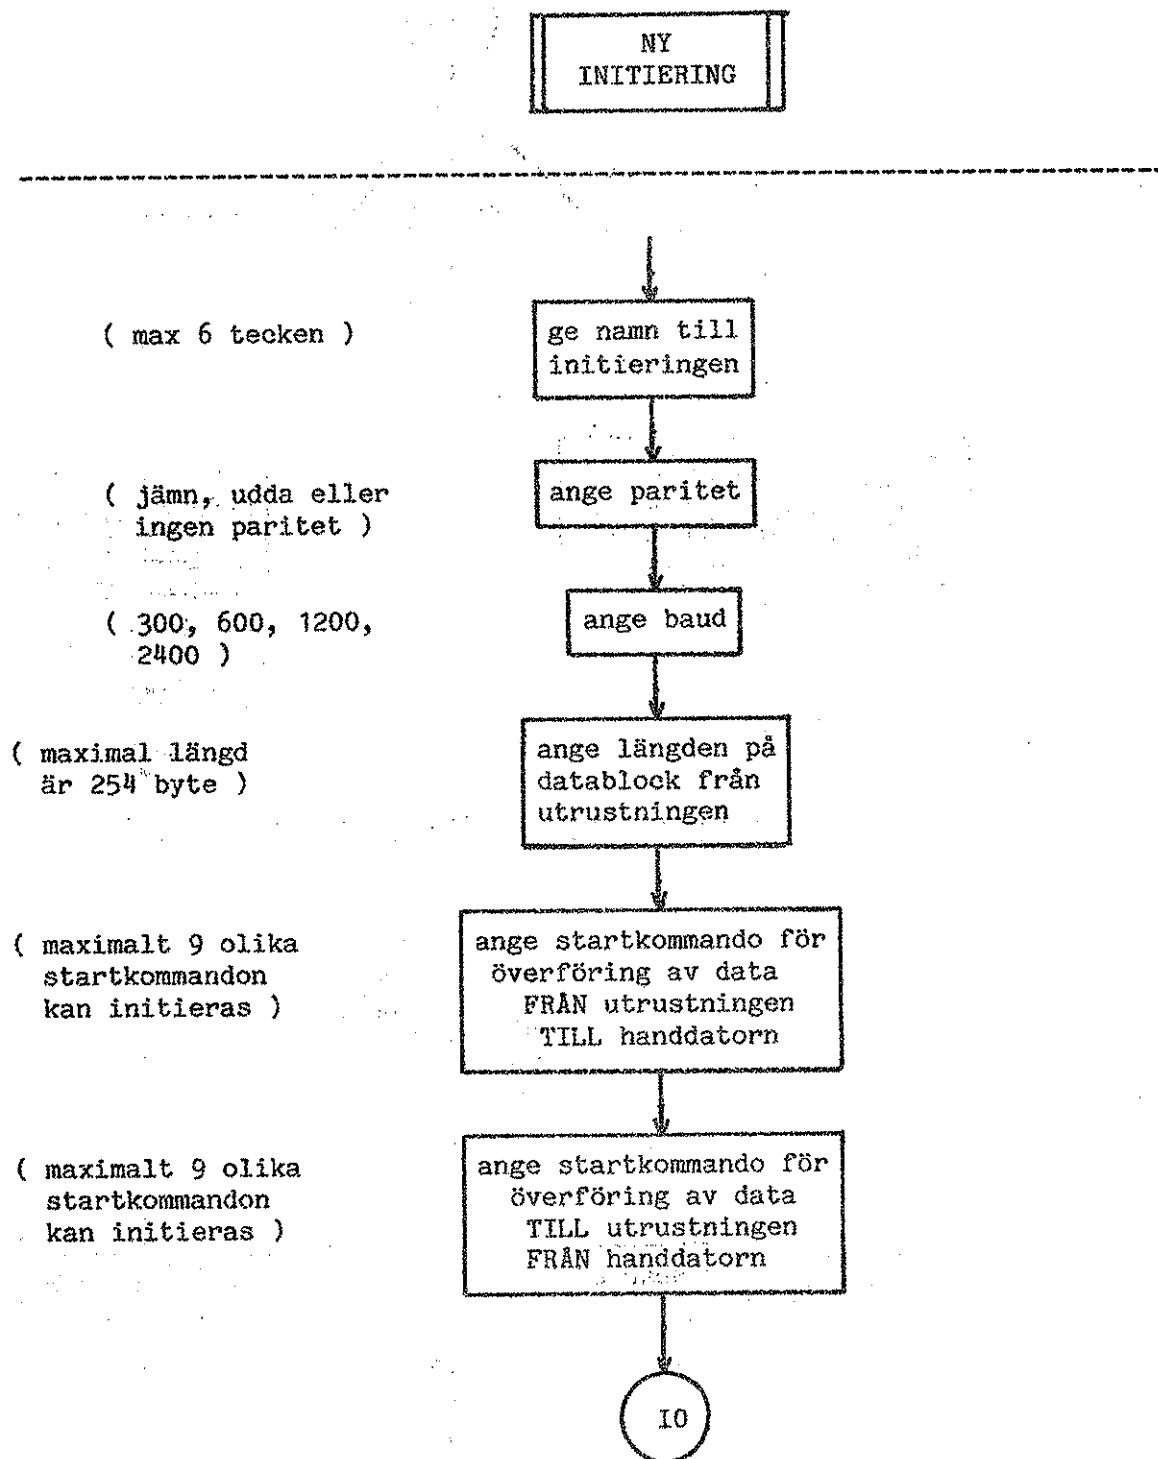 NY
INITIERING
( max 6 tecken )
ge namn till
initieringen
( jämn, udda eller
ingen paritet )
ange paritet
( 300, 600, 1200,
2400 )
ange baud
( maximal längd
är 254 byte )
ange längden på
datablock från
utrustningen
( maximalt 9 olika
startkommandon
kan initieras )
ange startkommando för
överföring av data
FRÅN utrustningen
TILL handdatorn
( maximalt 9 olika
startkommandon
kan initieras )
ange startkommando för
överföring av data
TILL utrustningen
FRÅN handdatorn
IO